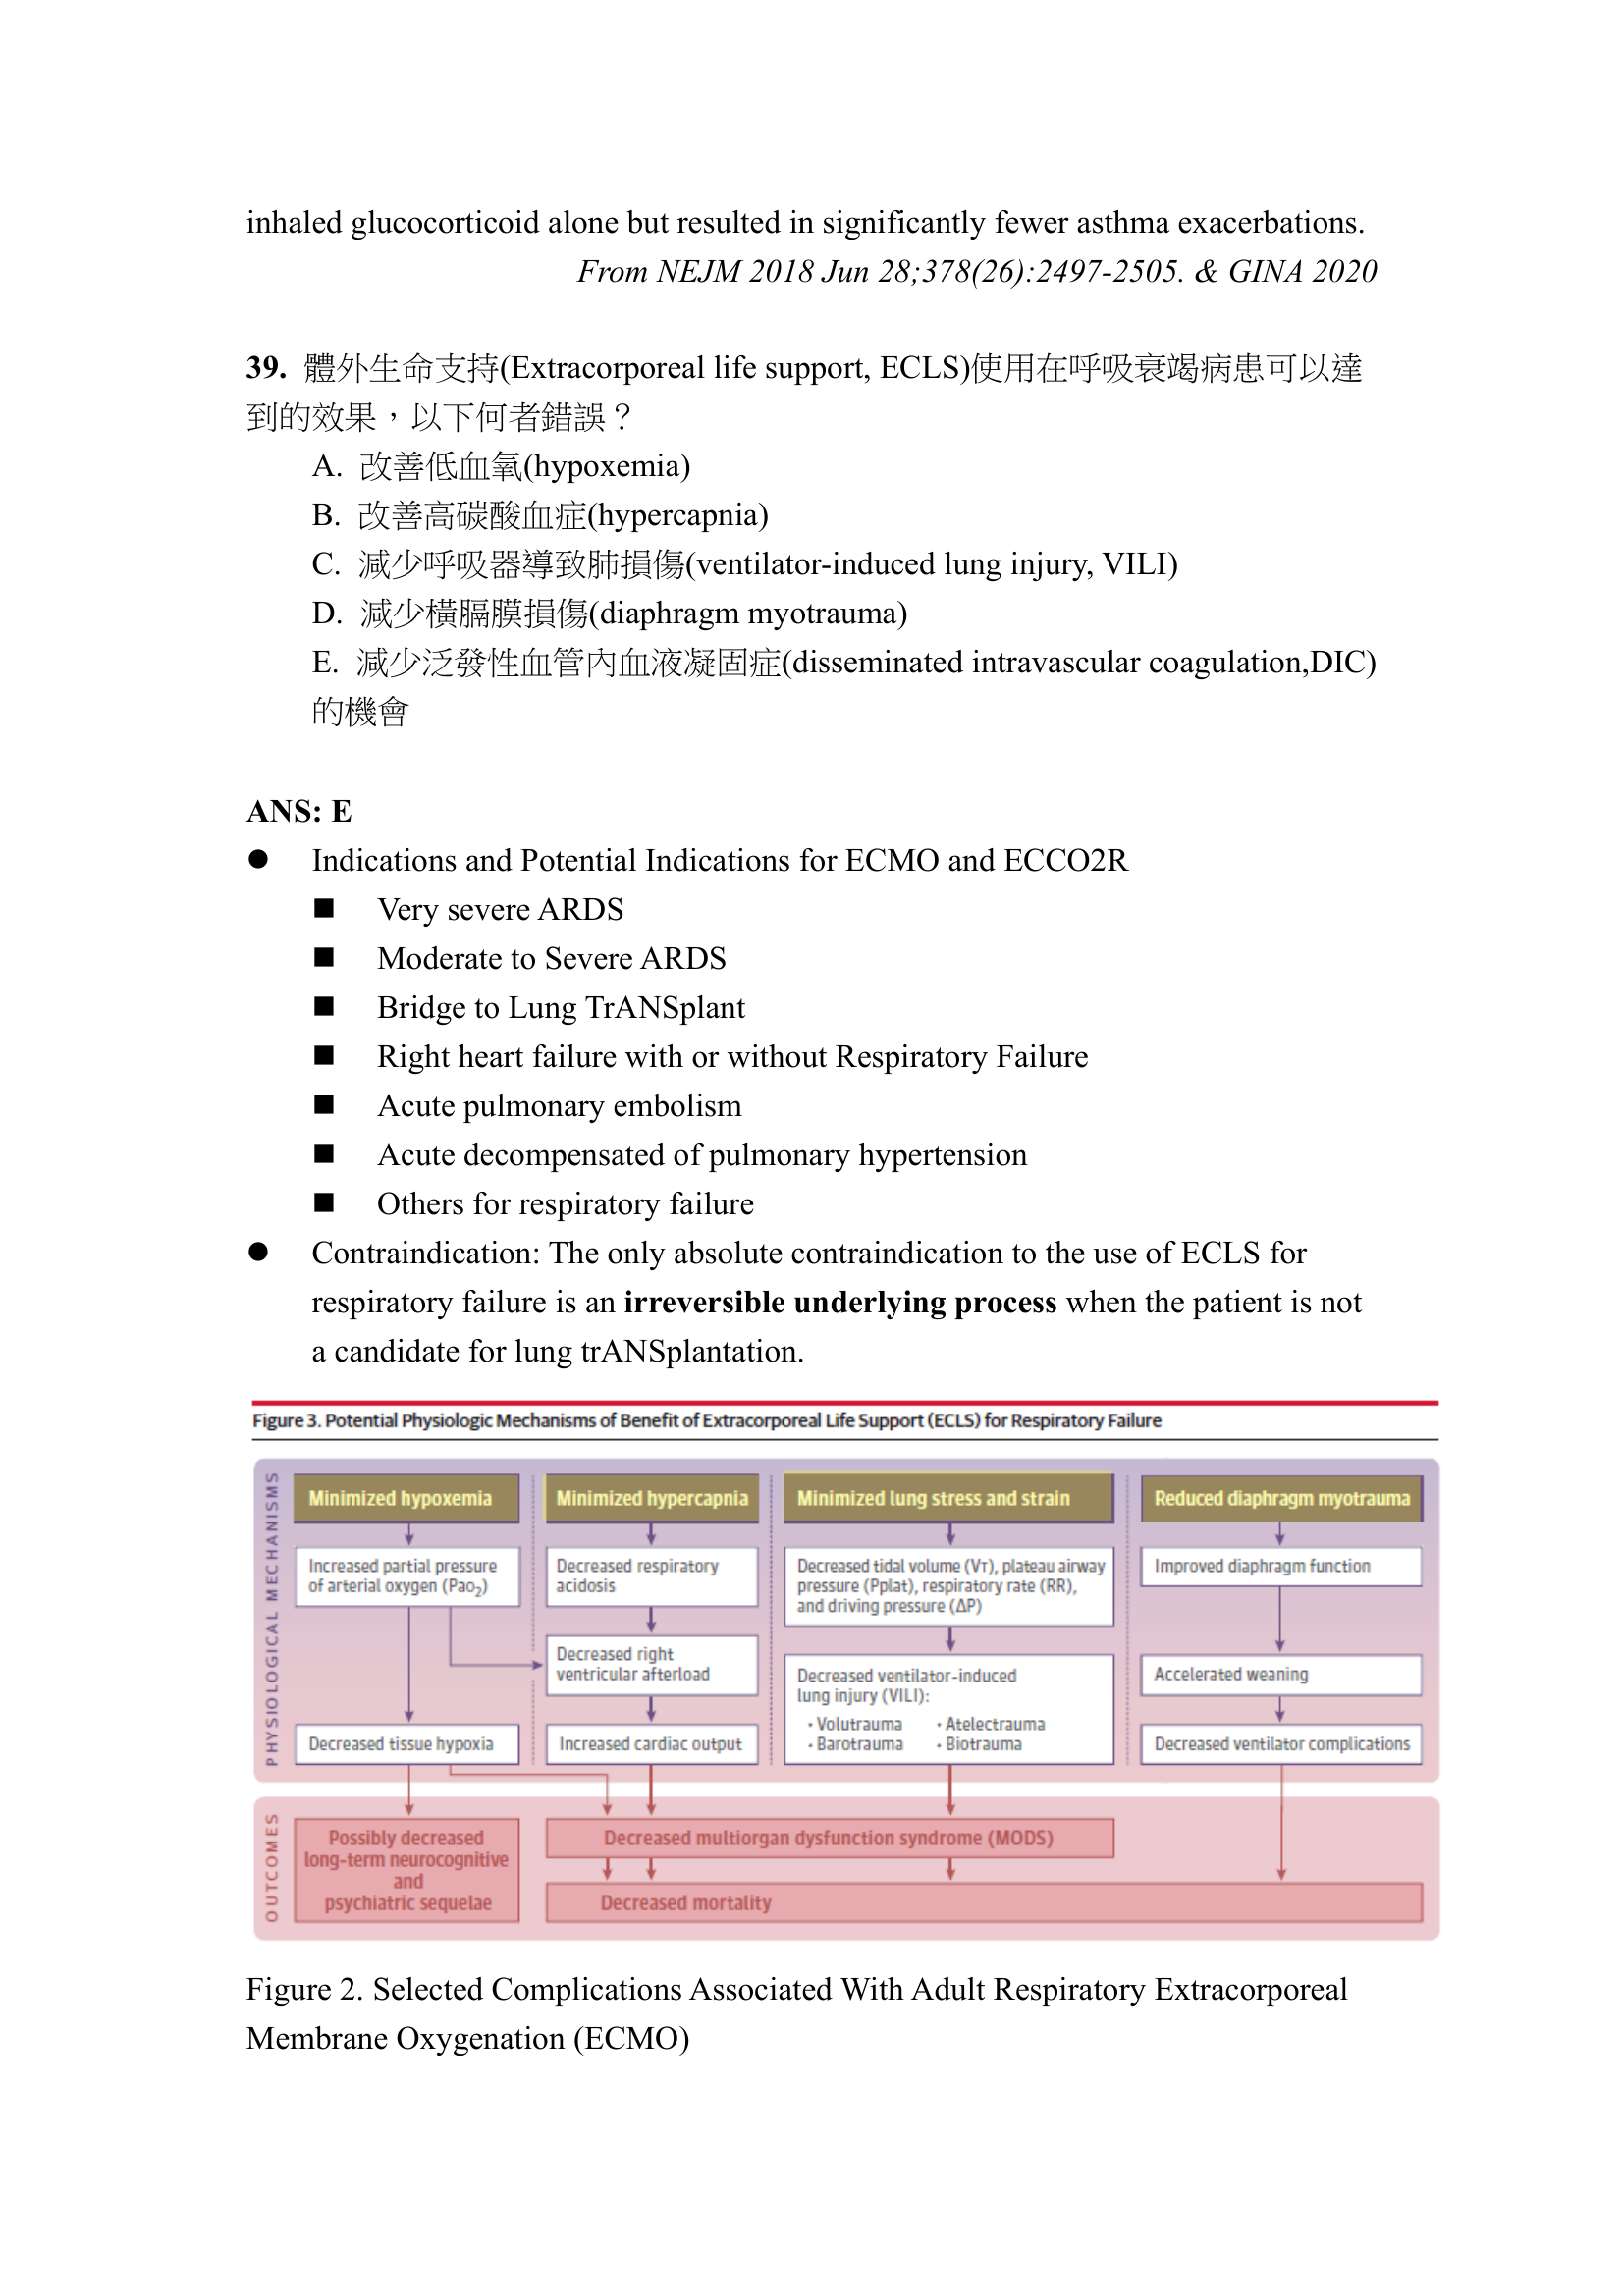 inhaled glucocorticoid alone but resulted in significantly fewer asthma exacerbations.
From NEJM 2018 Jun 28;378(26):2497-2505. & GINA 2020
39. 體外生命支持(Extracorporeal life support, ECLS)使用在呼吸衰竭病患可以達
到的效果，以下何者錯誤？
A. 改善低血氧(hypoxemia)
B. 改善高碳酸血症(hypercapnia)
C. 減少呼吸器導致肺損傷(ventilator-induced lung injury, VILI)
D. 減少橫膈膜損傷(diaphragm myotrauma)
E. 減少泛發性血管內血液凝固症(disseminated intravascular coagulation,DIC)
的機會
ANS: E
● Indications and Potential Indications for ECMO and ECCO2R
■ Very severe ARDS
■ Moderate to Severe ARDS
■ Bridge to Lung TrANSplant
■ Right heart failure with or without Respiratory Failure
■ Acute pulmonary embolism
■ Acute decompensated of pulmonary hypertension
■ Others for respiratory failure
● Contraindication: The only absolute contraindication to the use of ECLS for
respiratory failure is an irreversible underlying process when the patient is not
a candidate for lung trANSplantation.
Figure 3. Potential Physiologic Mechanisms of Benefit of Extracorporeal Life Support (ECLS) for Respiratory Failure
PHYSIOLOGICAL MECHANISMS
Minimized hypoxemia
Increased partial pressure
of arterial oxygen (Pao2)
Decreased tissue hypoxia
Minimized hypercapnia
Decreased respiratory
acidosis
Decreased right
ventricular afterload
Increased cardiac output
Minimized lung stress and strain
Decreased tidal volume (VT), plateau airway
pressure (Pplat), respiratory rate (RR),
and driving pressure (ΔP)
Decreased ventilator-induced
lung injury (VILI):
• Volutrauma • Atelectrauma
• Barotrauma • Biotrauma
Reduced diaphragm myotrauma
Improved diaphragm function
Accelerated weaning
Decreased ventilator complications
OUTCOMES
Possibly decreased
long-term neurocognitive
and
psychiatric sequelae
Decreased multiorgan dysfunction syndrome (MODS)
Decreased mortality
Figure 2. Selected Complications Associated With Adult Respiratory Extracorporeal
Membrane Oxygenation (ECMO)